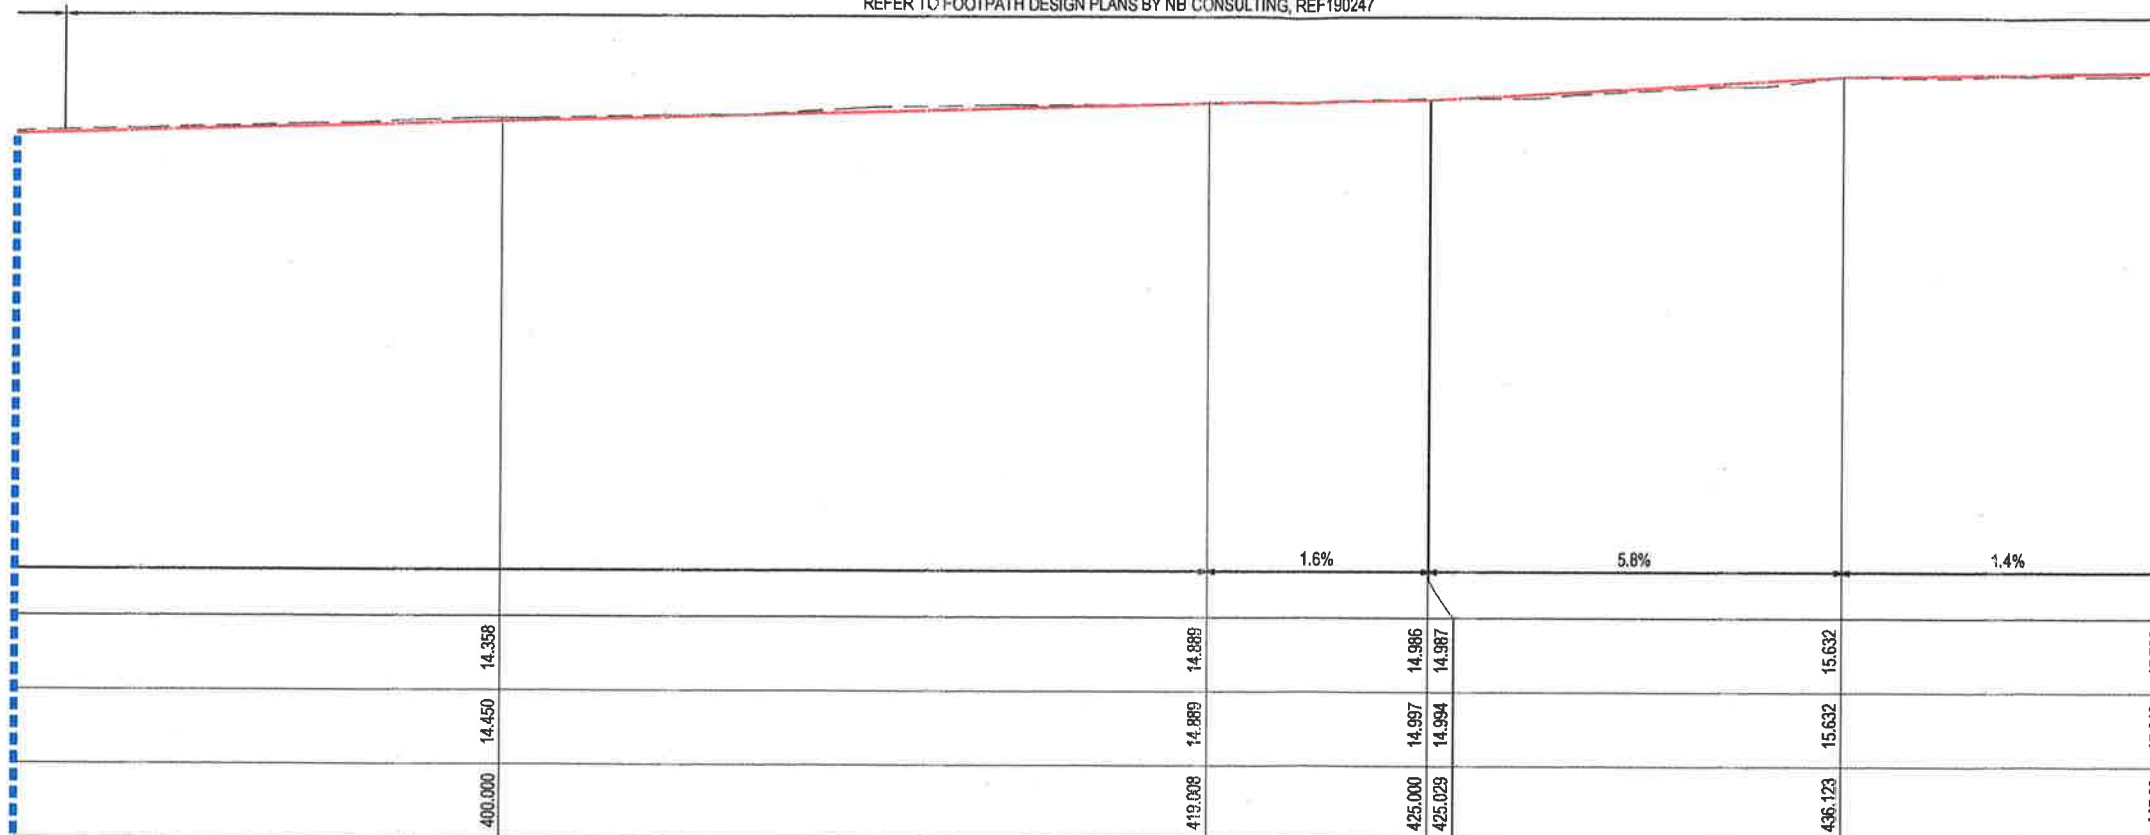 REFER TO FOOTPATH DESIGN PLANS BY NB CONSULTING, REF190247
1.6% 5.8% 1.4%
14.358 14.889 14.986 14.987 15.632
14.450 14.889 14.997 14.994 15.632
400.000 419.008 425.000 425.029 436.123